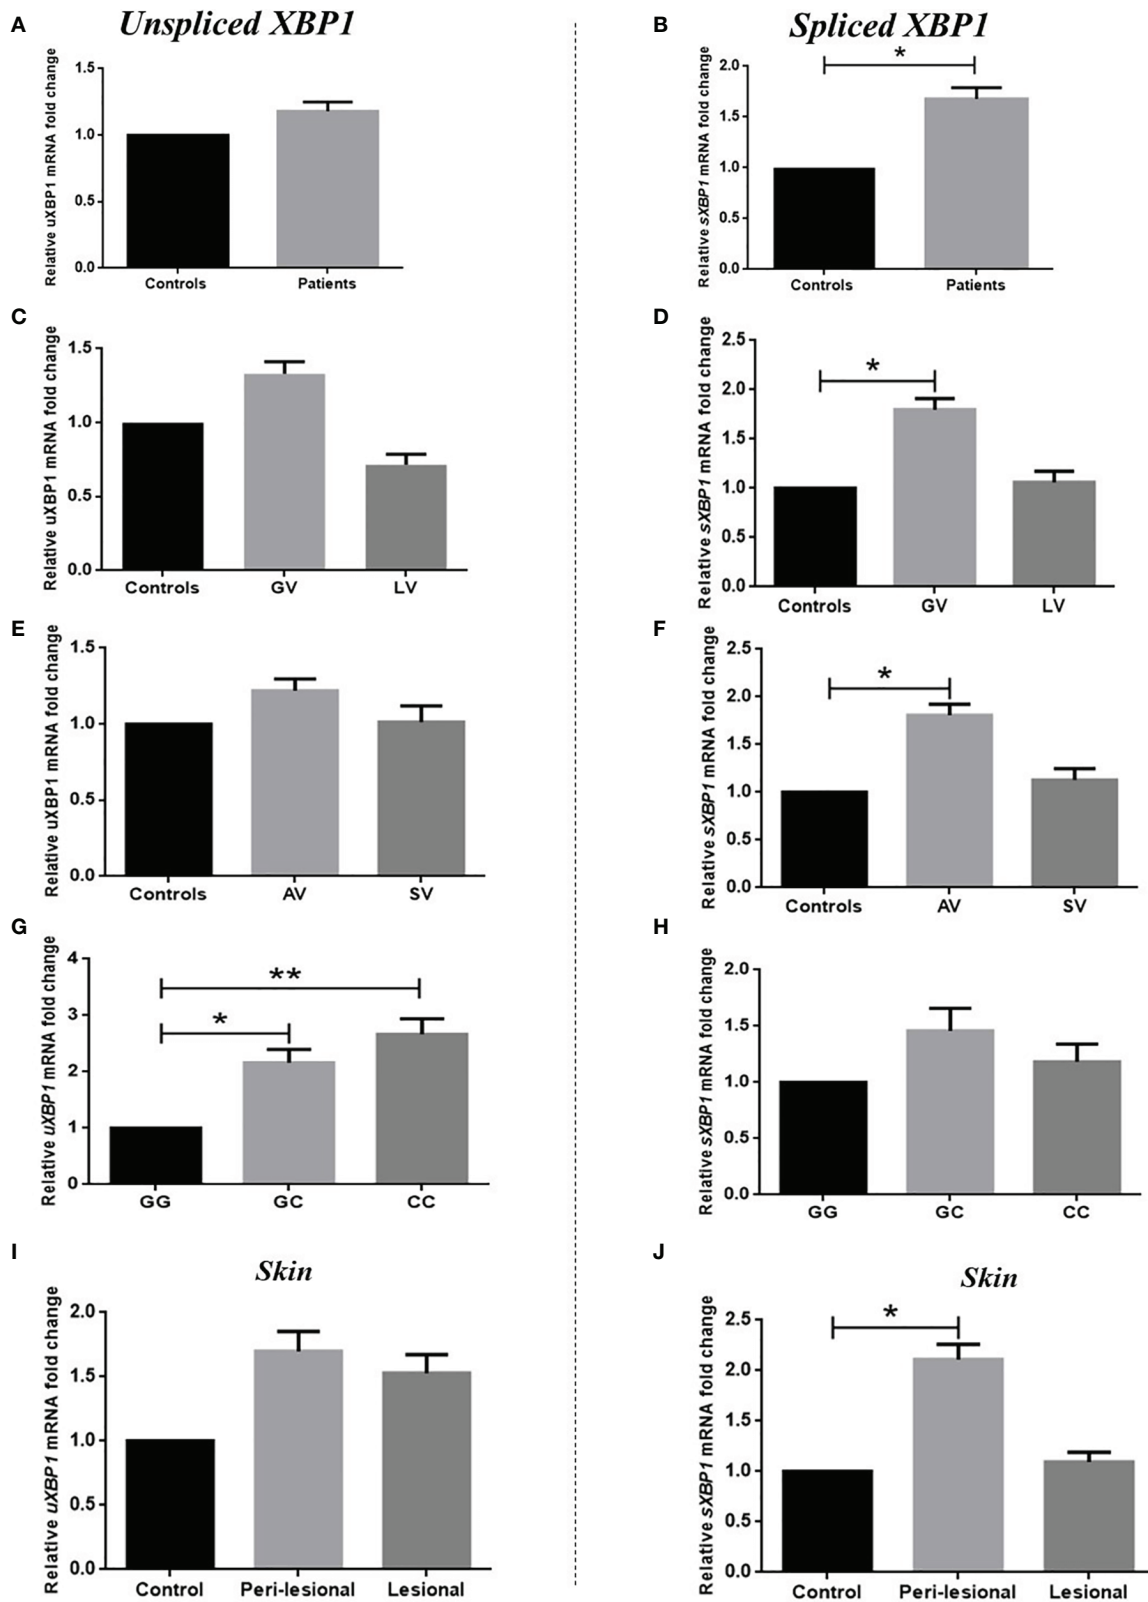 A
Unspliced XBP1
Relative uXBP1 mRNA fold change
1.5
1.0
0.5
0.0
Controls
Patients
B
Spliced XBP1
Relative sXBP1 mRNA fold change
2.0
1.5
1.0
0.5
0.0
*
Controls
Patients
C
Relative uXBP1 mRNA fold change
1.5
1.0
0.5
0.0
Controls
GV
LV
D
Relative sXBP1 mRNA fold change
2.5
2.0
1.5
1.0
0.5
0.0
*
Controls
GV
LV
E
Relative uXBP1 mRNA fold change
1.5
1.0
0.5
0.0
Controls
AV
SV
F
Relative sXBP1 mRNA fold change
2.5
2.0
1.5
1.0
0.5
0.0
*
Controls
AV
SV
G
Relative uXBP1 mRNA fold change
4
3
2
1
0
**
*
GG
GC
CC
H
Relative sXBP1 mRNA fold change
2.0
1.5
1.0
0.5
0.0
GG
GC
CC
I
Skin
Relative uXBP1 mRNA fold change
2.0
1.5
1.0
0.5
0.0
Control
Peri-lesional
Lesional
J
Skin
Relative sXBP1 mRNA fold change
2.5
2.0
1.5
1.0
0.5
0.0
*
Control
Peri-lesional
Lesional